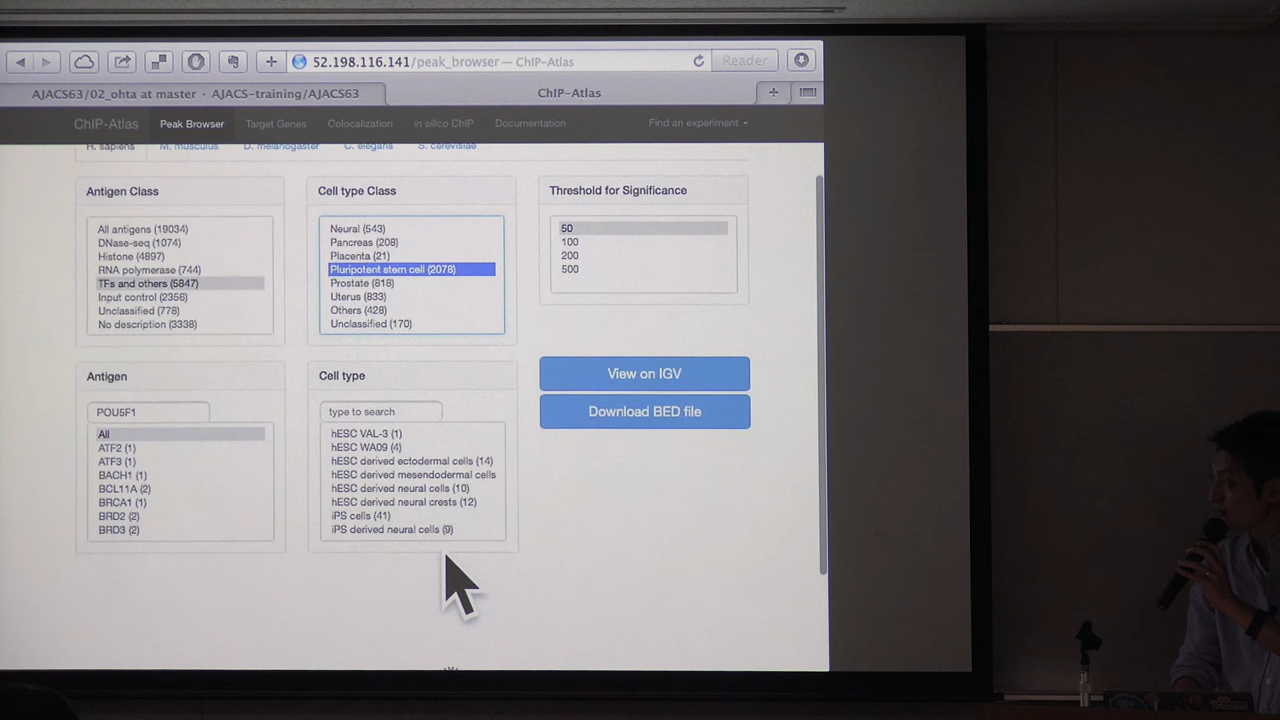 52.198.116.141/peak_browser — ChIP-Atlas
Reader
AJACS63/02_ohta at master · AJACS-training/AJACS63
ChIP-Atlas
ChIP-Atlas
Peak Browser
Target Genes
Colocalization
in silico ChIP
Documentation
Find an experiment
H. sapiens
M. musculus
D. melanogaster
C. elegans
S. cerevisiae
Antigen Class
All antigens (19034)
DNase-seq (1074)
Histone (4897)
RNA polymerase (744)
TFs and others (5847)
Input control (2356)
Unclassified (778)
No description (3338)
Cell type Class
Neural (543)
Pancreas (208)
Placenta (21)
Pluripotent stem cell (2078)
Prostate (818)
Uterus (833)
Others (428)
Unclassified (170)
Threshold for Significance
50
100
200
500
Antigen
POU5F1
All
ATF2 (1)
ATF3 (1)
BACH1 (1)
BCL11A (2)
BRCA1 (1)
BRD2 (2)
BRD3 (2)
Cell type
type to search
hESC VAL-3 (1)
hESC WA09 (4)
hESC derived ectodermal cells (14)
hESC derived mesendodermal cells
hESC derived neural cells (10)
hESC derived neural crests (12)
iPS cells (41)
iPS derived neural cells (9)
View on IGV
Download BED file